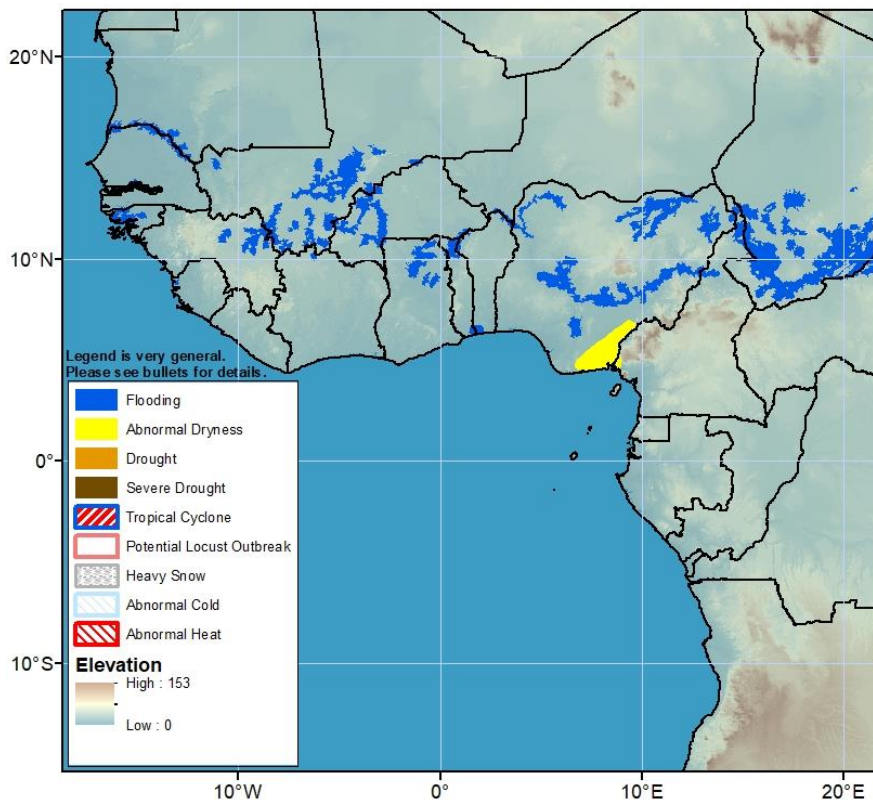 20°N
10°N
0°
10°S
Legend is very general.
Please see bullets for details.
Flooding
Abnormal Dryness
Drought
Severe Drought
Tropical Cyclone
Potential Locust Outbreak
Heavy Snow
Abnormal Cold
Abnormal Heat
Elevation
High : 153
Low : 0
10°W
0°
10°E
20°E